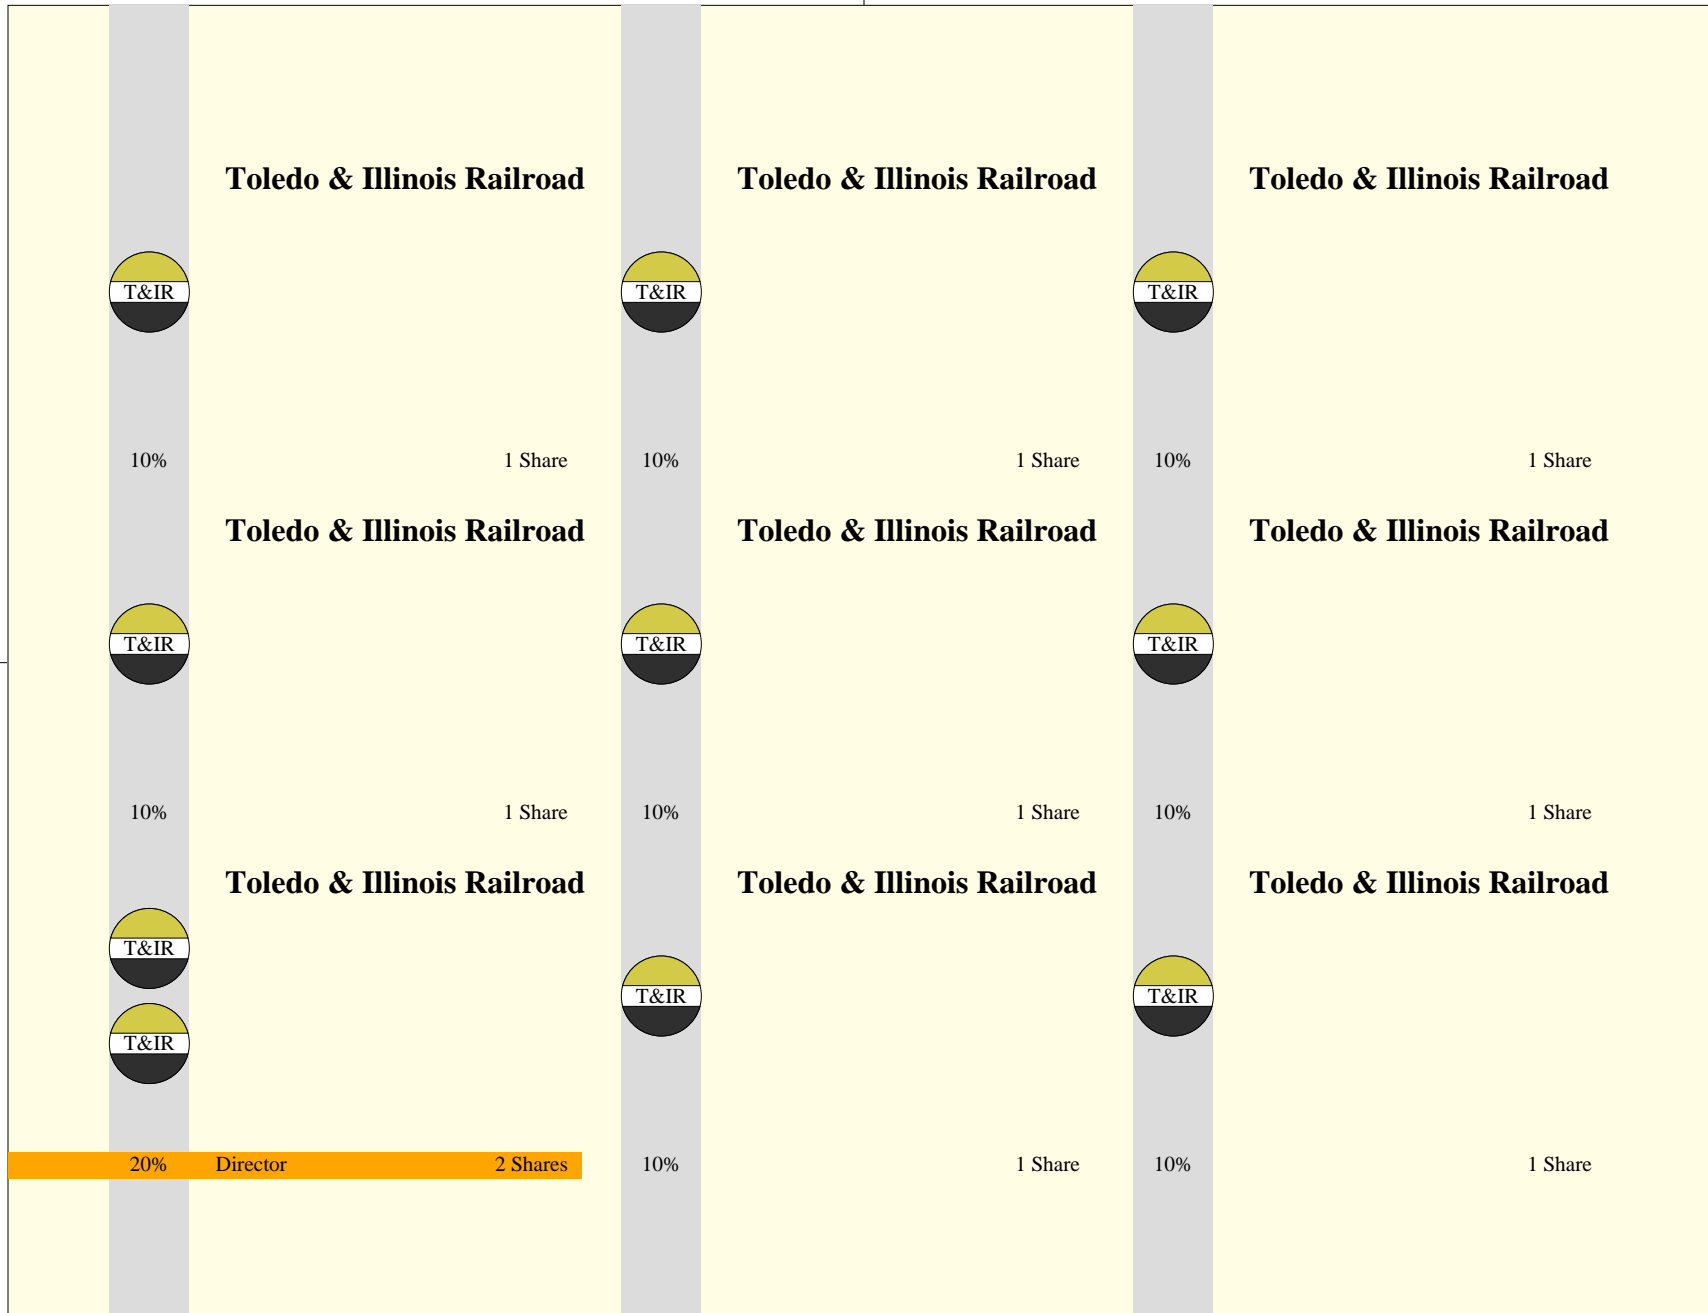 Toledo & Illinois Railroad Toledo & Illinois Railroad Toledo & Illinois Railroad
T&IR T&IR T&IR
10% 1 Share 10% 1 Share 10% 1 Share
Toledo & Illinois Railroad Toledo & Illinois Railroad Toledo & Illinois Railroad
T&IR T&IR T&IR
10% 1 Share 10% 1 Share 10% 1 Share
Toledo & Illinois Railroad Toledo & Illinois Railroad Toledo & Illinois Railroad
T&IR
T&IR T&IR
T&IR
20% Director 2 Shares 10% 1 Share 10% 1 Share